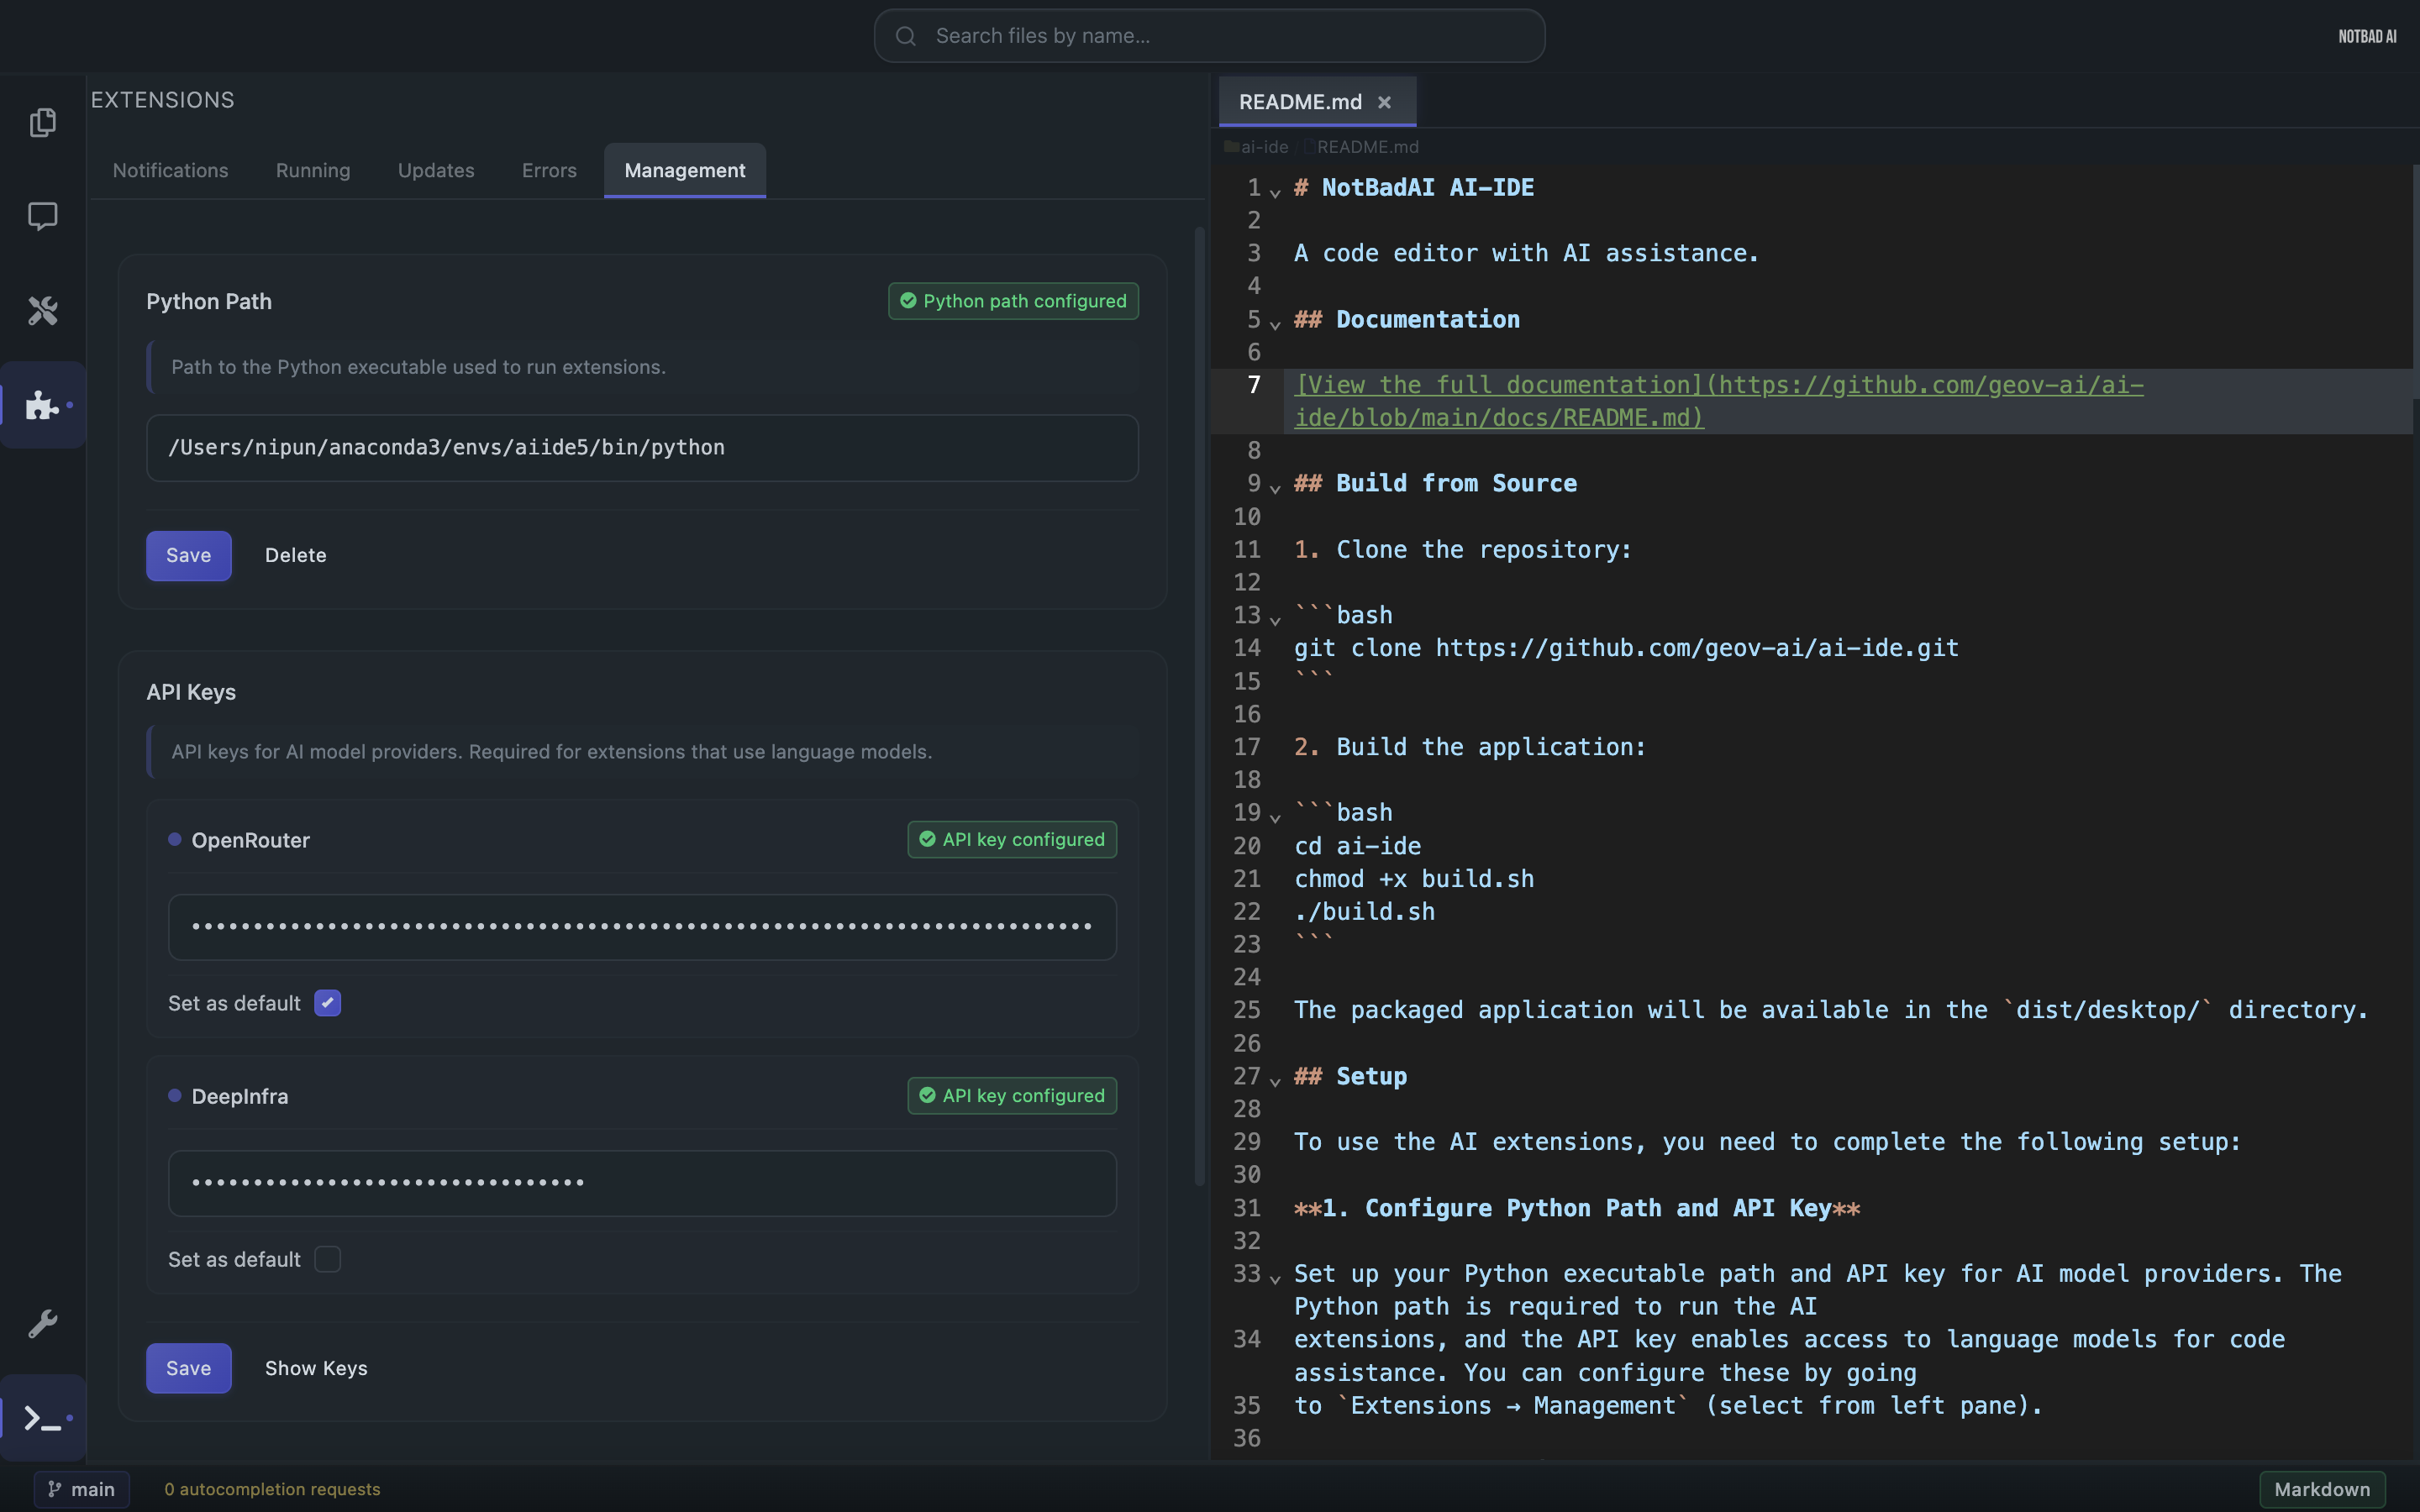 Search files by name...
NOTBAD AI
EXTENSIONS
Notifications
Running
Updates
Errors
Management
Python Path
Python path configured
Path to the Python executable used to run extensions.
/Users/nipun/anaconda3/envs/aiide5/bin/python
Save
Delete
API Keys
API keys for AI model providers. Required for extensions that use language models.
OpenRouter
API key configured
••••••••••••••••••••••••••••••••••••••••••••••••••••••••••••••••••••••••
Set as default
DeepInfra
API key configured
••••••••••••••••••••••••••••••••
Set as default
Save
Show Keys
README.md
ai-ide / README.md
1 # NotBadAI AI-IDE
2
3 A code editor with AI assistance.
4
5 ## Documentation
6
7 [View the full documentation](https://github.com/geov-ai/ai-
ide/blob/main/docs/README.md)
8
9 ## Build from Source
10
11 1. Clone the repository:
12
13 ```bash
14 git clone https://github.com/geov-ai/ai-ide.git
15 ```
16
17 2. Build the application:
18
19 ```bash
20 cd ai-ide
21 chmod +x build.sh
22 ./build.sh
23 ```
24
25 The packaged application will be available in the `dist/desktop/` directory.
26
27 ## Setup
28
29 To use the AI extensions, you need to complete the following setup:
30
31 **1. Configure Python Path and API Key**
32
33 Set up your Python executable path and API key for AI model providers. The
Python path is required to run the AI
34 extensions, and the API key enables access to language models for code
assistance. You can configure these by going
35 to `Extensions → Management` (select from left pane).
36
main
0 autocompletion requests
Markdown